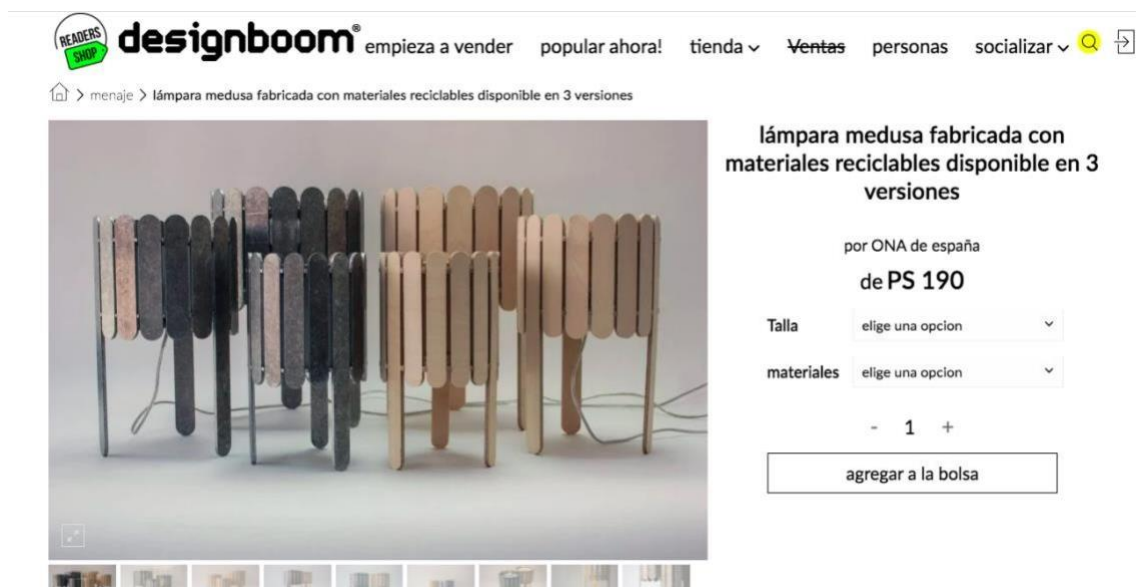 READERS
SHOP
designboom®
empieza a vender popular ahora! tienda Ventas personas socializar
menaje > lámpara medusa fabricada con materiales reciclables disponible en 3 versiones
lámpara medusa fabricada con
materiales reciclables disponible en 3
versiones
por ONA de españa
de PS 190
Talla elige una opcion
materiales elige una opcion
- 1 +
agregar a la bolsa